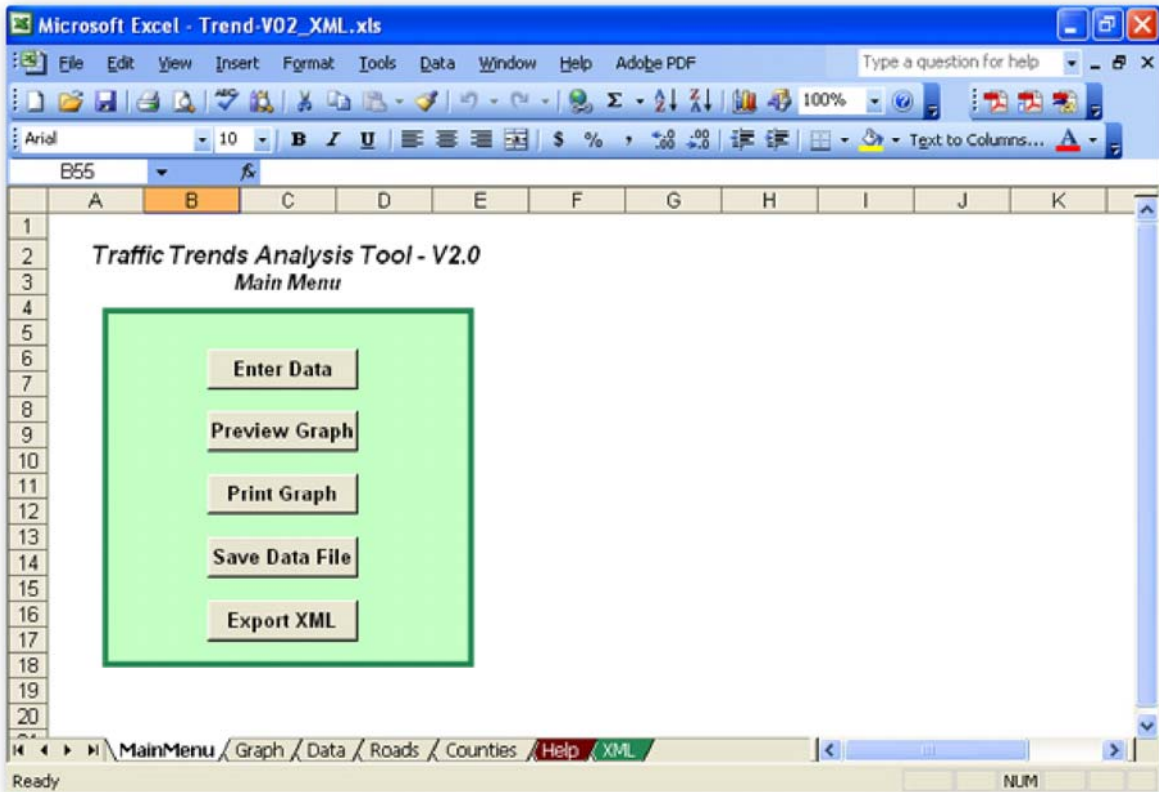 Microsoft Excel - Trend-V02_XML.xls
File Edit View Insert Format Tools Data Window Help Adobe PDF Type a question for help
100%
Arial 10 B I U $ % , Text to Columns... A
B55 fx
A B C D E F G H I J K
1
2 Traffic Trends Analysis Tool - V2.0
3 Main Menu
4
5
6 Enter Data
7
8
9 Preview Graph
10
11 Print Graph
12
13
14 Save Data File
15
16 Export XML
17
18
19
20
MainMenu Graph Data Roads Counties Help XML
Ready NUM